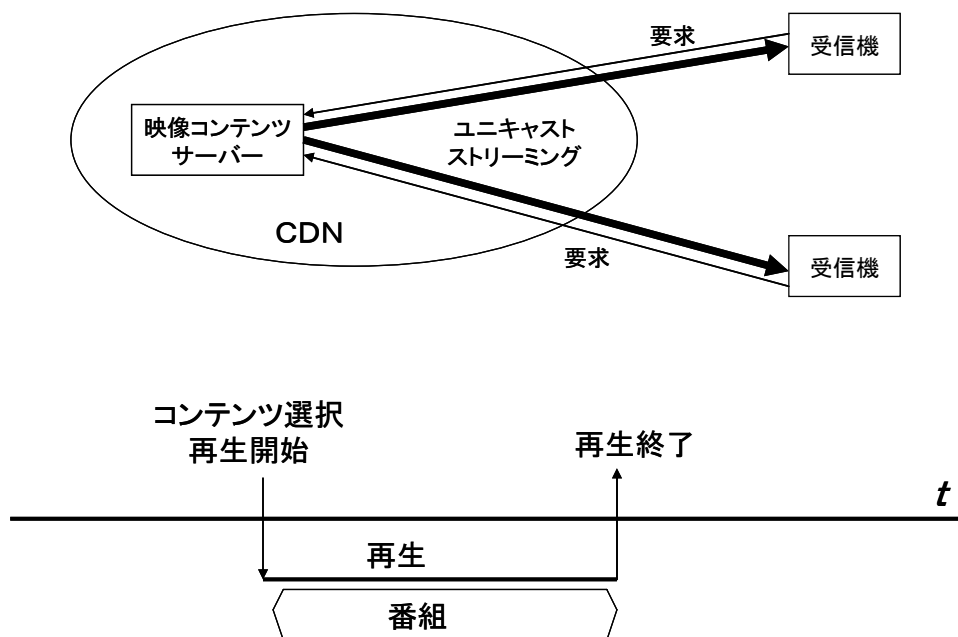 要求
受信機
映像コンテンツ
サーバー
ユニキャスト
ストリーミング
CDN
要求
受信機
コンテンツ選択
再生開始
再生終了
t
再生
番組